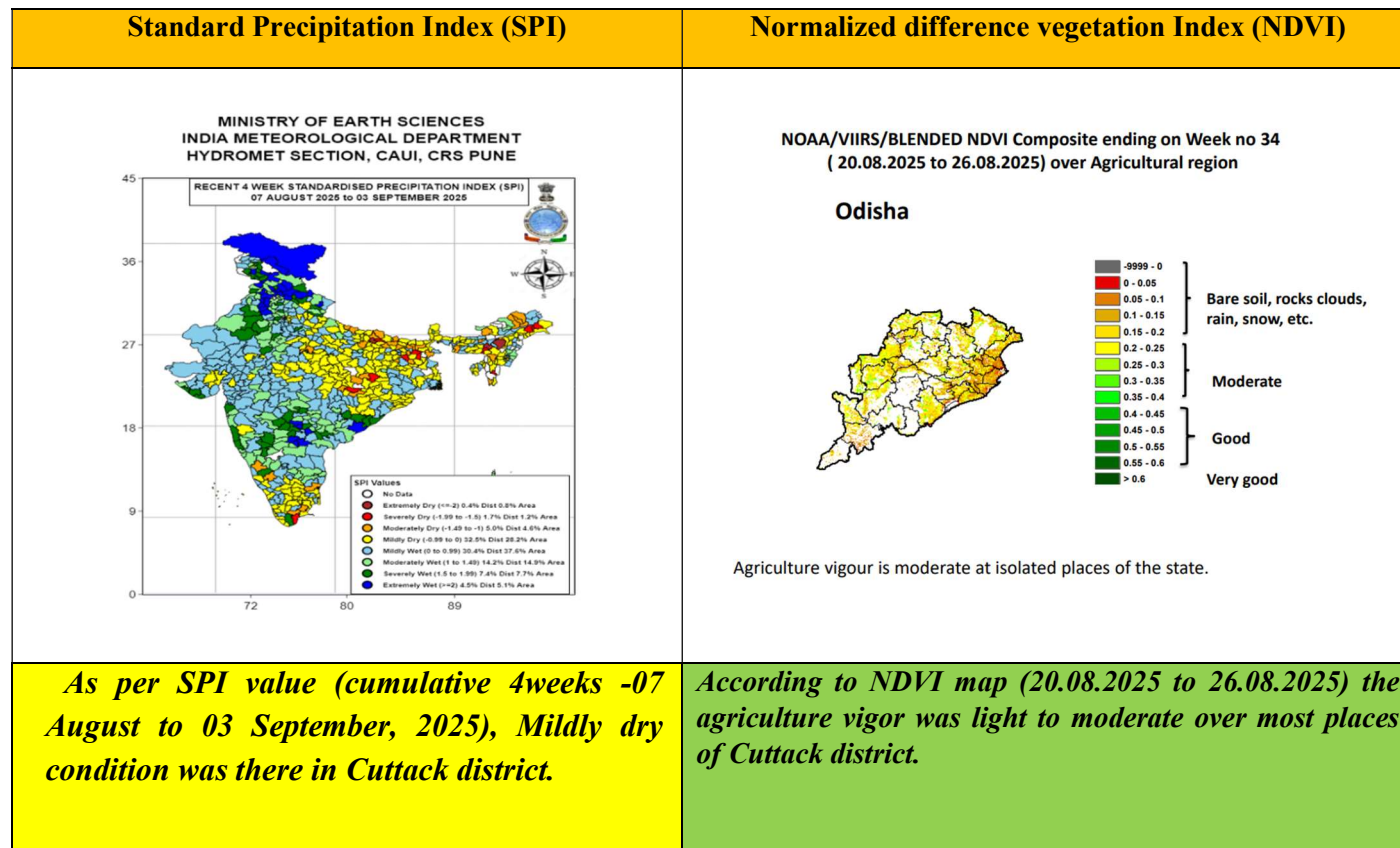 Standard Precipitation Index (SPI)
Normalized difference vegetation Index (NDVI)
MINISTRY OF EARTH SCIENCES
INDIA METEOROLOGICAL DEPARTMENT
HYDROMET SECTION, CAUI, CRS PUNE
RECENT 4 WEEK STANDARDISED PRECIPITATION INDEX (SPI)
07 AUGUST 2025 to 03 SEPTEMBER 2025
N
W
E
S
45
36
27
18
9
0
72
80
89
SPI Values
No Data
Extremely Dry (<=-2) 0.4% Dist 0.8% Area
Severely Dry (-1.99 to -1.5) 1.7% Dist 1.2% Area
Moderately Dry (-1.49 to -1) 5.0% Dist 4.6% Area
Mildly Dry (-0.99 to 0) 32.5% Dist 28.2% Area
Mildly Wet (0 to 0.99) 30.4% Dist 37.6% Area
Moderately Wet (1 to 1.49) 14.2% Dist 14.9% Area
Severely Wet (1.5 to 1.99) 7.4% Dist 7.7% Area
Extremely Wet (>=2) 4.5% Dist 5.1% Area
NOAA/VIIRS/BLENDED NDVI Composite ending on Week no 34
( 20.08.2025 to 26.08.2025) over Agricultural region
Odisha
-9999 - 0
0 - 0.05
0.05 - 0.1
0.1 - 0.15
0.15 - 0.2
0.2 - 0.25
0.25 - 0.3
0.3 - 0.35
0.35 - 0.4
0.4 - 0.45
0.45 - 0.5
0.5 - 0.55
0.55 - 0.6
> 0.6
Bare soil, rocks clouds,
rain, snow, etc.
Moderate
Good
Very good
Agriculture vigour is moderate at isolated places of the state.
As per SPI value (cumulative 4weeks -07
August to 03 September, 2025), Mildly dry
condition was there in Cuttack district.
According to NDVI map (20.08.2025 to 26.08.2025) the
agriculture vigor was light to moderate over most places
of Cuttack district.